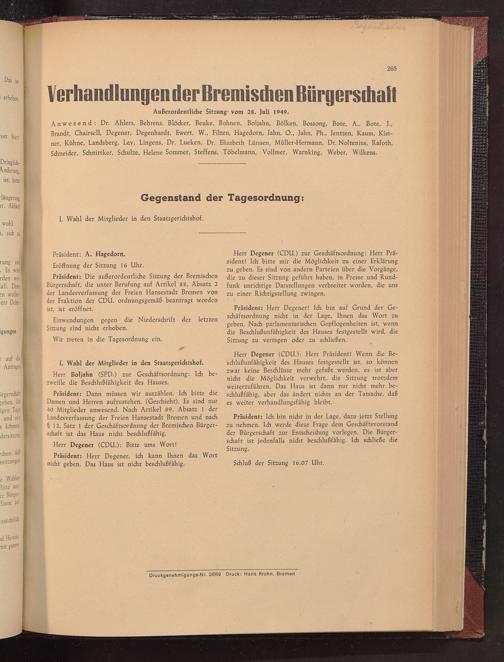 265
Verhandlungen der Bremischen Bürgerschaft
Außerordentliche Sitzung vom 28. Juli 1949.
Anwesend: Dr. Ahlers, Behrens, Blöcker, Beuke, Bohnen, Boljahn, Bölken, Bossong, Bote, A., Bote, J.,
Brandt, Chairsell, Degener, Degenhardt, Ewert, W., Filzen, Hagedorn, Jahn, O., Jahn, Ph., Jentzen, Kaum, Kist-
ner, Kühne, Landsberg, Ley, Lingens, Dr. Lueken, Dr. Elisabeth Lünsen, Müller-Hermann, Dr. Noltenius, Rafoth,
Schneider, Schnittker, Schulze, Helene Sommer, Steffens, Töbelmann, Vollmer, Warnking, Weber, Wilkens.
Gegenstand der Tagesordnung:
I. Wahl der Mitglieder in den Staatsgerichtshof.
Präsident: A. Hagedorn.
Eröffnung der Sitzung 16 Uhr.
Präsident: Die außerordentliche Sitzung der Bremischen
Bürgerschaft, die unter Berufung auf Artikel 88, Absatz 2
der Landesverfassung der Freien Hansestadt Bremen von
der Fraktion der CDU. ordnungsgemäß beantragt worden
ist, ist eröffnet.
Einwendungen gegen die Niederschrift der letzten
Sitzung sind nicht erhoben.
Wir treten in die Tagesordnung ein.
I. Wahl der Mitglieder in den Staatsgerichtshof.
Herr Boljahn (SPD.) zur Geschäftsordnung: Ich be-
zweifle die Beschlußfähigkeit des Hauses.
Präsident: Dann müssen wir auszählen. Ich bitte die
Damen und Herren aufzustehen. (Geschieht). Es sind nur
40 Mitglieder anwesend. Nach Artikel 89, Absatz 1 der
Landesverfassung der Freien Hansestadt Bremen und nach
§ 12, Satz 1 der Geschäftsordnung der Bremischen Bürger-
schaft ist das Haus nicht beschlußfähig.
Herr Degener (CDU.): Bitte ums Wort!
Präsident: Herr Degener, ich kann Ihnen das Wort
nicht geben. Das Haus ist nicht beschlußfähig.
Herr Degener (CDU.) zur Geschäftsordnung: Herr Prä-
sident! Ich bitte mir die Möglichkeit zu einer Erklärung
zu geben. Es sind von andern Parteien über die Vorgänge,
die zu dieser Sitzung geführt haben, in Presse und Rund-
funk unrichtige Darstellungen verbreitet worden, die uns
zu einer Richtigstellung zwingen.
Präsident: Herr Degener! Ich bin auf Grund der Ge-
schäftsordnung nicht in der Lage, Ihnen das Wort zu
geben. Nach parlamentarischen Gepflogenheiten ist, wenn
die Beschlußunfähigkeit des Hauses festgestellt wird, die
Sitzung zu vertagen oder zu schließen.
Herr Degener (CDU.): Herr Präsident! Wenn die Be-
schlußunfähigkeit des Hauses festgestellt ist, so können
zwar keine Beschlüsse mehr gefaßt werden, es ist aber
nicht die Möglichkeit verwehrt, die Sitzung trotzdem
weiterzuführen. Das Haus ist dann nur nicht mehr be-
schlußfähig, aber das ändert nichts an der Tatsache, daß
es weiter verhandlungsfähig bleibt.
Präsident: Ich bin nicht in der Lage, dazu jetzt Stellung
zu nehmen. Ich werde diese Frage dem Geschäftsvorstand
der Bürgerschaft zur Entscheidung vorlegen. Die Bürger-
schaft ist jedenfalls nicht beschlußfähig. Ich schließe die
Sitzung.
Schluß der Sitzung 16.07 Uhr.
Druckgenehmigungs-Nr. 2669 Druck: Hans Krohn, Bremen